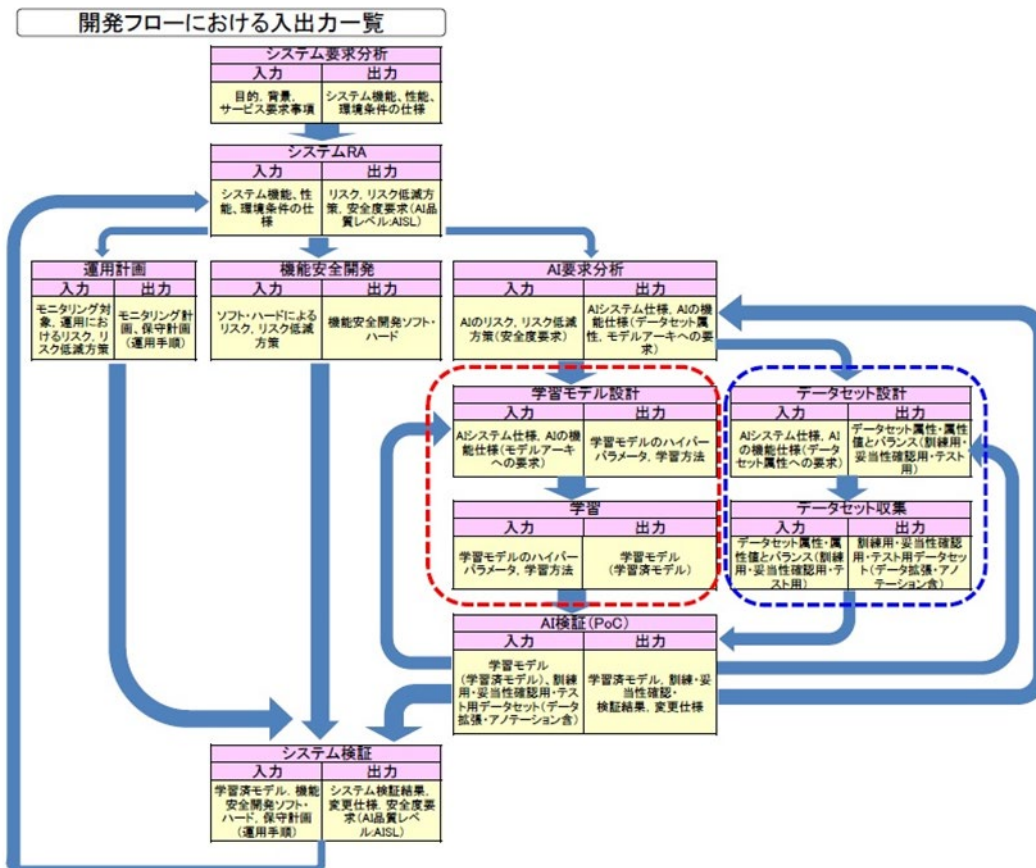 開発フローにおける入出力一覧
システム要求分析
入力
出力
目的, 背景,
サービス要求事項
システム機能、性能、
環境条件の仕様
システムRA
入力
出力
システム機能、性
能、環境条件の仕
様
リスク, リスク低減方
策, 安全度要求(AI品
質レベル:AISL)
運用計画
入力
出力
モニタリング対
象, 運用にお
けるリスク, リ
スク低減方策
モニタリング計
画、保守計画
(運用手順)
機能安全開発
入力
出力
ソフト・ハードによる
リスク, リスク低減
方策
機能安全開発ソフト・
ハード
AI要求分析
入力
出力
AIのリスク, リスク低減
方策(安全度要求)
AIシステム仕様, AIの機
能仕様(データセット属
性, モデルアーキへの要
求)
学習モデル設計
入力
出力
AIシステム仕様, AIの機
能仕様(モデルアーキ
への要求)
学習モデルのハイパー
パラメータ, 学習方法
データセット設計
入力
出力
AIシステム仕様, AI
の機能仕様(データ
セット属性への要求)
データセット属性・属性
値とバランス(訓練用・
妥当性確認用・テスト
用)
学習
入力
出力
学習モデルのハイパー
パラメータ, 学習方法
学習モデル
(学習済モデル)
データセット収集
入力
出力
データセット属性・属
性値とバランス(訓練
用・妥当性確認用・テ
スト用)
訓練用・妥当性確認
用・テスト用データセッ
ト(データ拡張・アノ
テーション含)
AI検証(PoC)
入力
出力
学習モデル
(学習済モデル)、訓練
用・妥当性確認用・テス
ト用データセット(データ
拡張・アノテーション含)
学習済モデル, 訓練・妥
当性確認・
検証結果, 変更仕様
システム検証
入力
出力
学習済モデル, 機能
安全開発ソフト・
ハード, 保守計画
(運用手順)
システム検証結果,
変更仕様, 安全度要
求(AI品質レベ
ル:AISL)